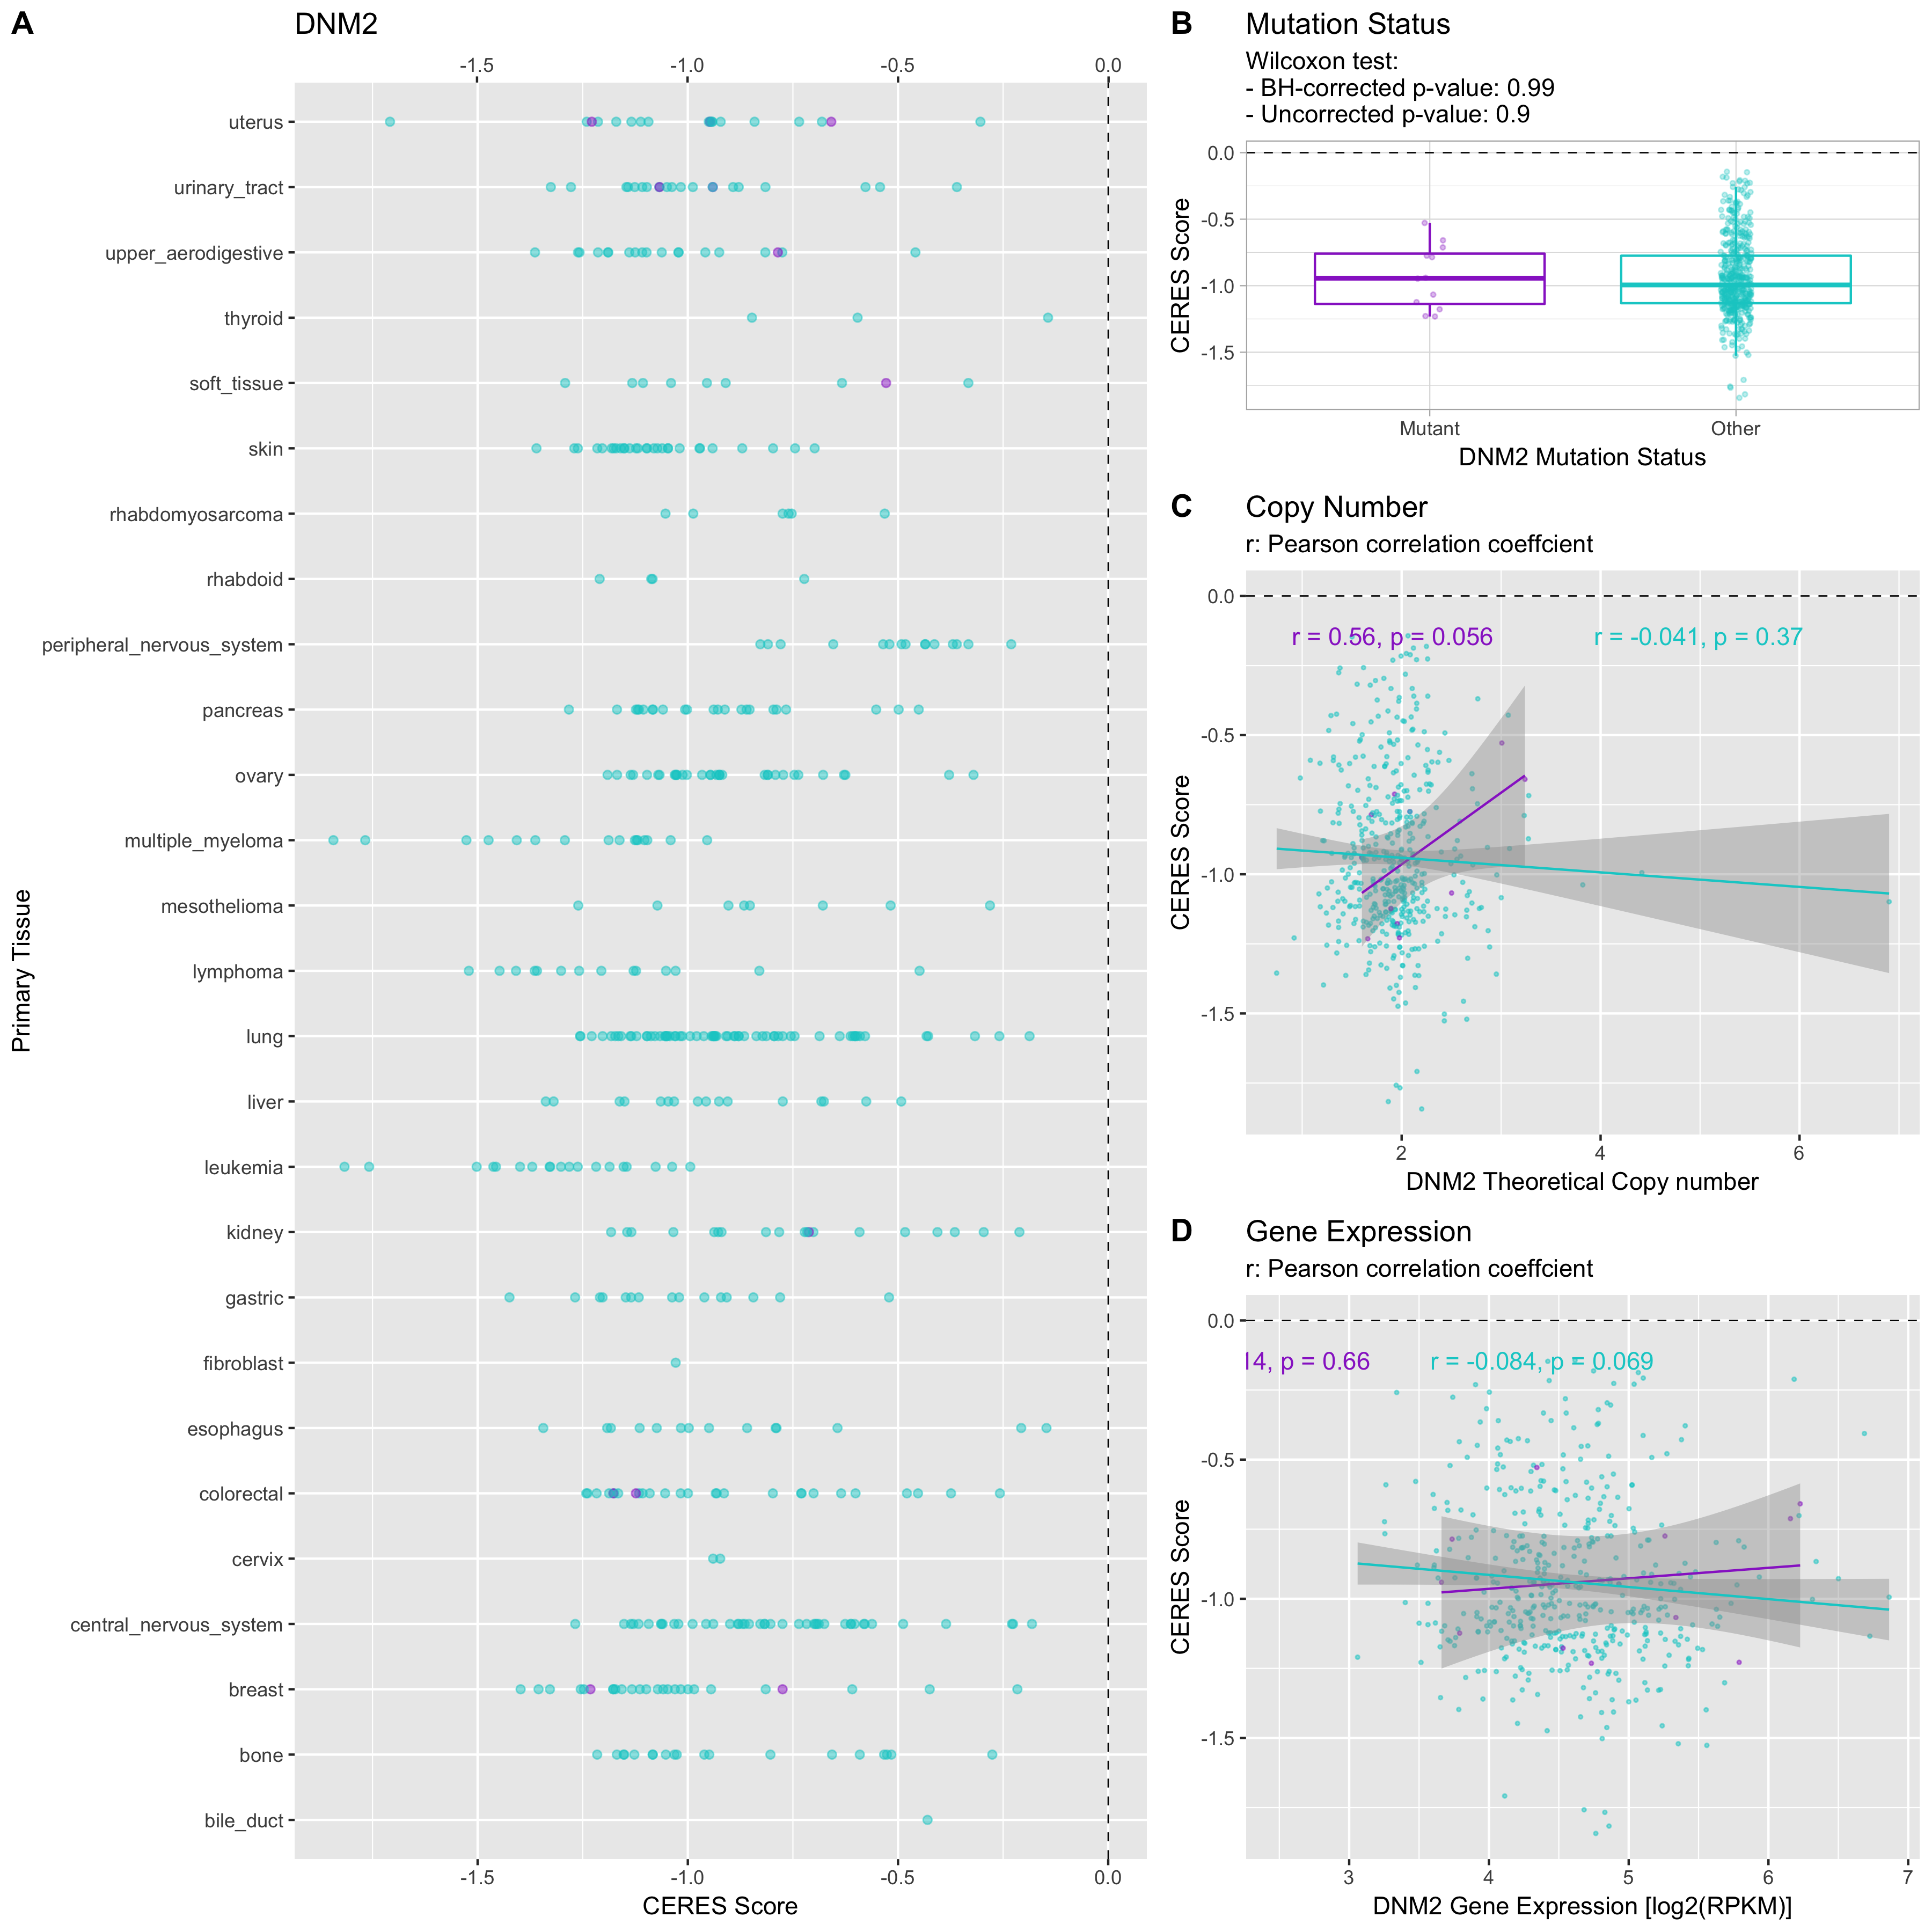 A
DNM2
-1.5 -1.0 -0.5 0.0
Primary Tissue
uterus
urinary_tract
upper_aerodigestive
thyroid
soft_tissue
skin
rhabdomyosarcoma
rhabdoid
peripheral_nervous_system
pancreas
ovary
multiple_myeloma
mesothelioma
lymphoma
lung
liver
leukemia
kidney
gastric
fibroblast
esophagus
colorectal
cervix
central_nervous_system
breast
bone
bile_duct
-1.5 -1.0 -0.5 0.0
CERES Score
B
Mutation Status
Wilcoxon test:
- BH-corrected p-value: 0.99
- Uncorrected p-value: 0.9
CERES Score
0.0
-0.5
-1.0
-1.5
Mutant Other
DNM2 Mutation Status
C
Copy Number
r: Pearson correlation coeffcient
CERES Score
0.0
r = 0.56, p = 0.056 r = -0.041, p = 0.37
-0.5
-1.0
-1.5
2 4 6
DNM2 Theoretical Copy number
D
Gene Expression
r: Pearson correlation coeffcient
CERES Score
0.0
14, p = 0.66 r = -0.084, p = 0.069
-0.5
-1.0
-1.5
3 4 5 6 7
DNM2 Gene Expression [log2(RPKM)]